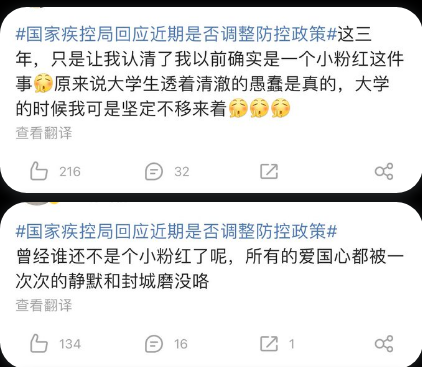 #国家疾控局回应近期是否调整防控政策#这三
年，只是让我认清了我以前确实是一个小粉红这件
事🥱原来说大学生透着清澈的愚蠢是真的，大学
的时候我可是坚定不移来着🥱🥱🥱
查看翻译
216 32
#国家疾控局回应近期是否调整防控政策#
曾经谁还不是个小粉红了呢，所有的爱国心都被一
次次的静默和封城磨没咯
查看翻译
134 16 1